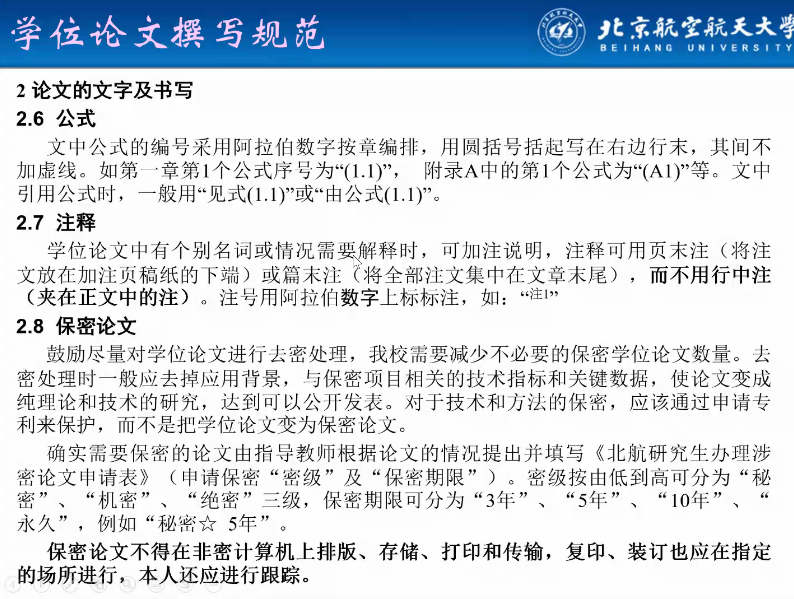 学位论文撰写规范
北京航空航天大学
BEIHANG UNIVERSITY
2 论文的文字及书写
2.6 公式
文中公式的编号采用阿拉伯数字按章编排，用圆括号括起写在右边行末，其间不
加虚线。如第一章第1个公式序号为“(1.1)”， 附录A中的第1个公式为“(A1)”等。文中
引用公式时，一般用“见式(1.1)”或“由公式(1.1)”。
2.7 注释
学位论文中有个别名词或情况需要解释时，可加注说明，注释可用页末注（将注
文放在加注页稿纸的下端）或篇末注（将全部注文集中在文章末尾），而不用行中注
（夹在正文中的注）。注号用阿拉伯数字上标标注，如：“注1”
2.8 保密论文
鼓励尽量对学位论文进行去密处理，我校需要减少不必要的保密学位论文数量。去
密处理时一般应去掉应用背景，与保密项目相关的技术指标和关键数据，使论文变成
纯理论和技术的研究，达到可以公开发表。对于技术和方法的保密，应该通过申请专
利来保护，而不是把学位论文变为保密论文。
确实需要保密的论文由指导教师根据论文的情况提出并填写《北航研究生办理涉
密论文申请表》（申请保密“密级”及“保密期限”）。密级按由低到高可分为“秘
密”、“机密”、“绝密”三级，保密期限可分为“3年”、“5年”、“10年”、“
永久”，例如“秘密☆ 5年”。
保密论文不得在非密计算机上排版、存储、打印和传输，复印、装订也应在指定
的场所进行，本人还应进行跟踪。